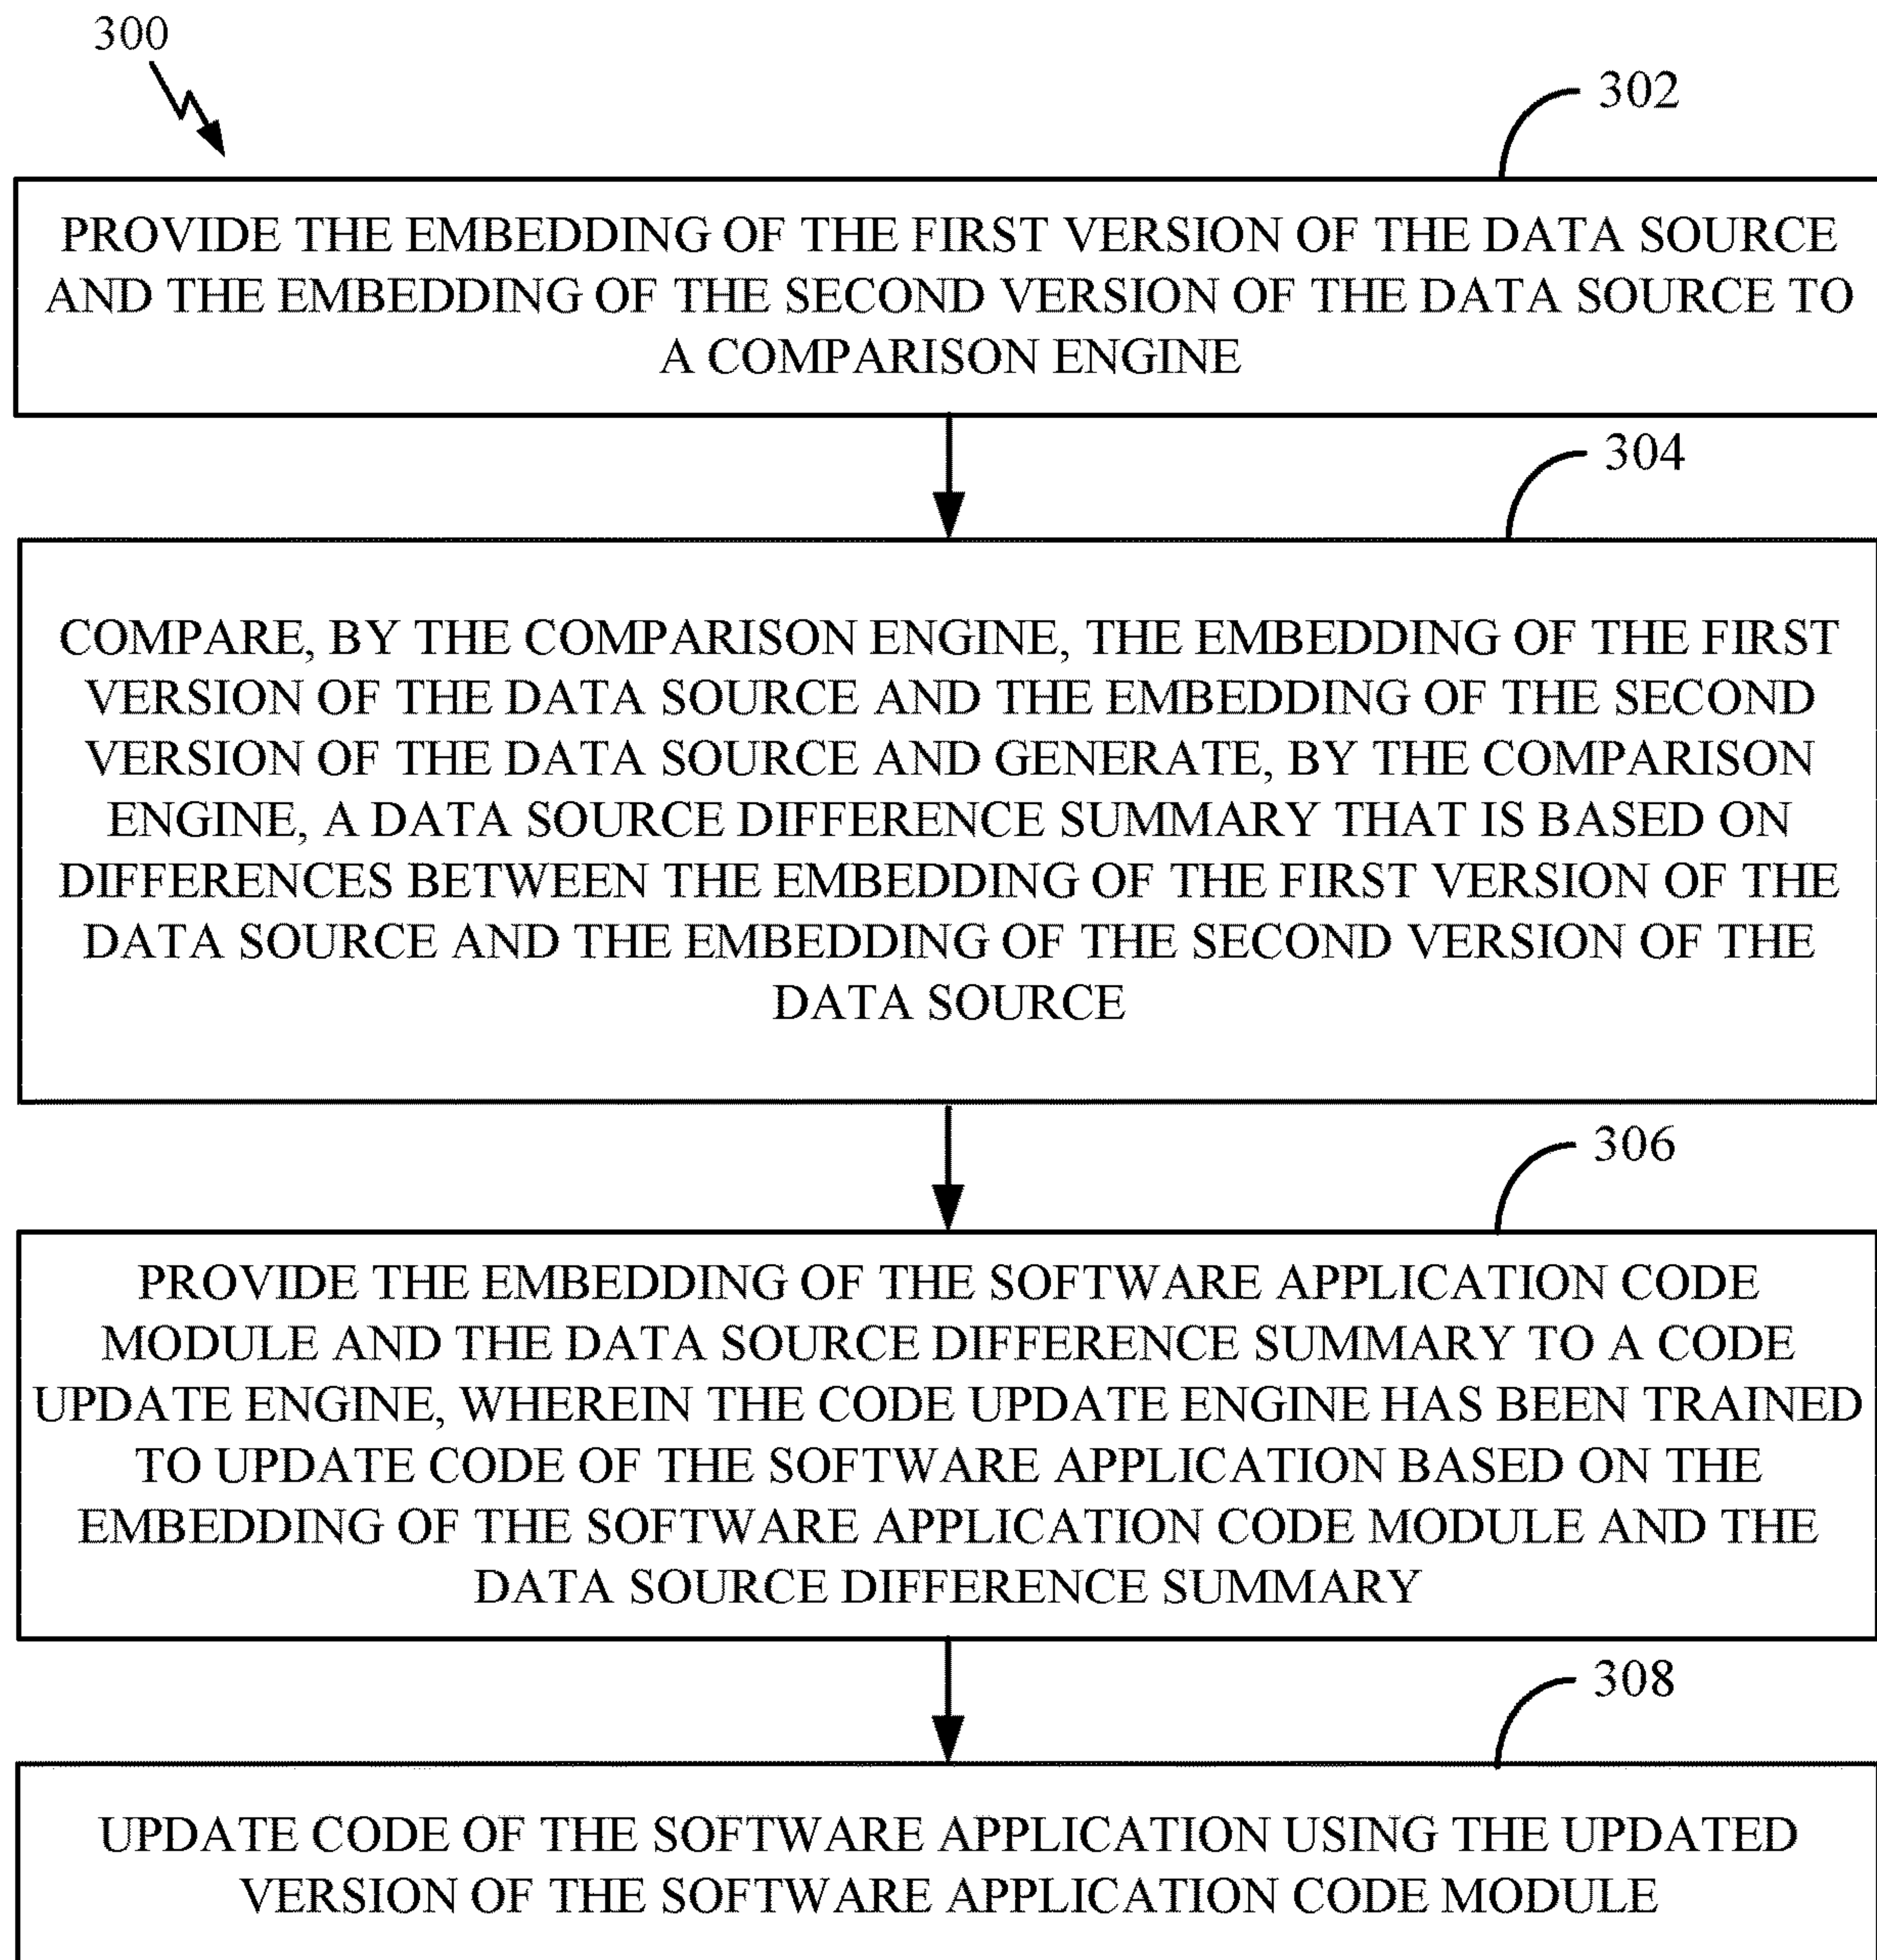 300
302
PROVIDE THE EMBEDDING OF THE FIRST VERSION OF THE DATA SOURCE
AND THE EMBEDDING OF THE SECOND VERSION OF THE DATA SOURCE TO
A COMPARISON ENGINE
304
COMPARE, BY THE COMPARISON ENGINE, THE EMBEDDING OF THE FIRST
VERSION OF THE DATA SOURCE AND THE EMBEDDING OF THE SECOND
VERSION OF THE DATA SOURCE AND GENERATE, BY THE COMPARISON
ENGINE, A DATA SOURCE DIFFERENCE SUMMARY THAT IS BASED ON
DIFFERENCES BETWEEN THE EMBEDDING OF THE FIRST VERSION OF THE
DATA SOURCE AND THE EMBEDDING OF THE SECOND VERSION OF THE
DATA SOURCE
306
PROVIDE THE EMBEDDING OF THE SOFTWARE APPLICATION CODE
MODULE AND THE DATA SOURCE DIFFERENCE SUMMARY TO A CODE
UPDATE ENGINE, WHEREIN THE CODE UPDATE ENGINE HAS BEEN TRAINED
TO UPDATE CODE OF THE SOFTWARE APPLICATION BASED ON THE
EMBEDDING OF THE SOFTWARE APPLICATION CODE MODULE AND THE
DATA SOURCE DIFFERENCE SUMMARY
308
UPDATE CODE OF THE SOFTWARE APPLICATION USING THE UPDATED
VERSION OF THE SOFTWARE APPLICATION CODE MODULE